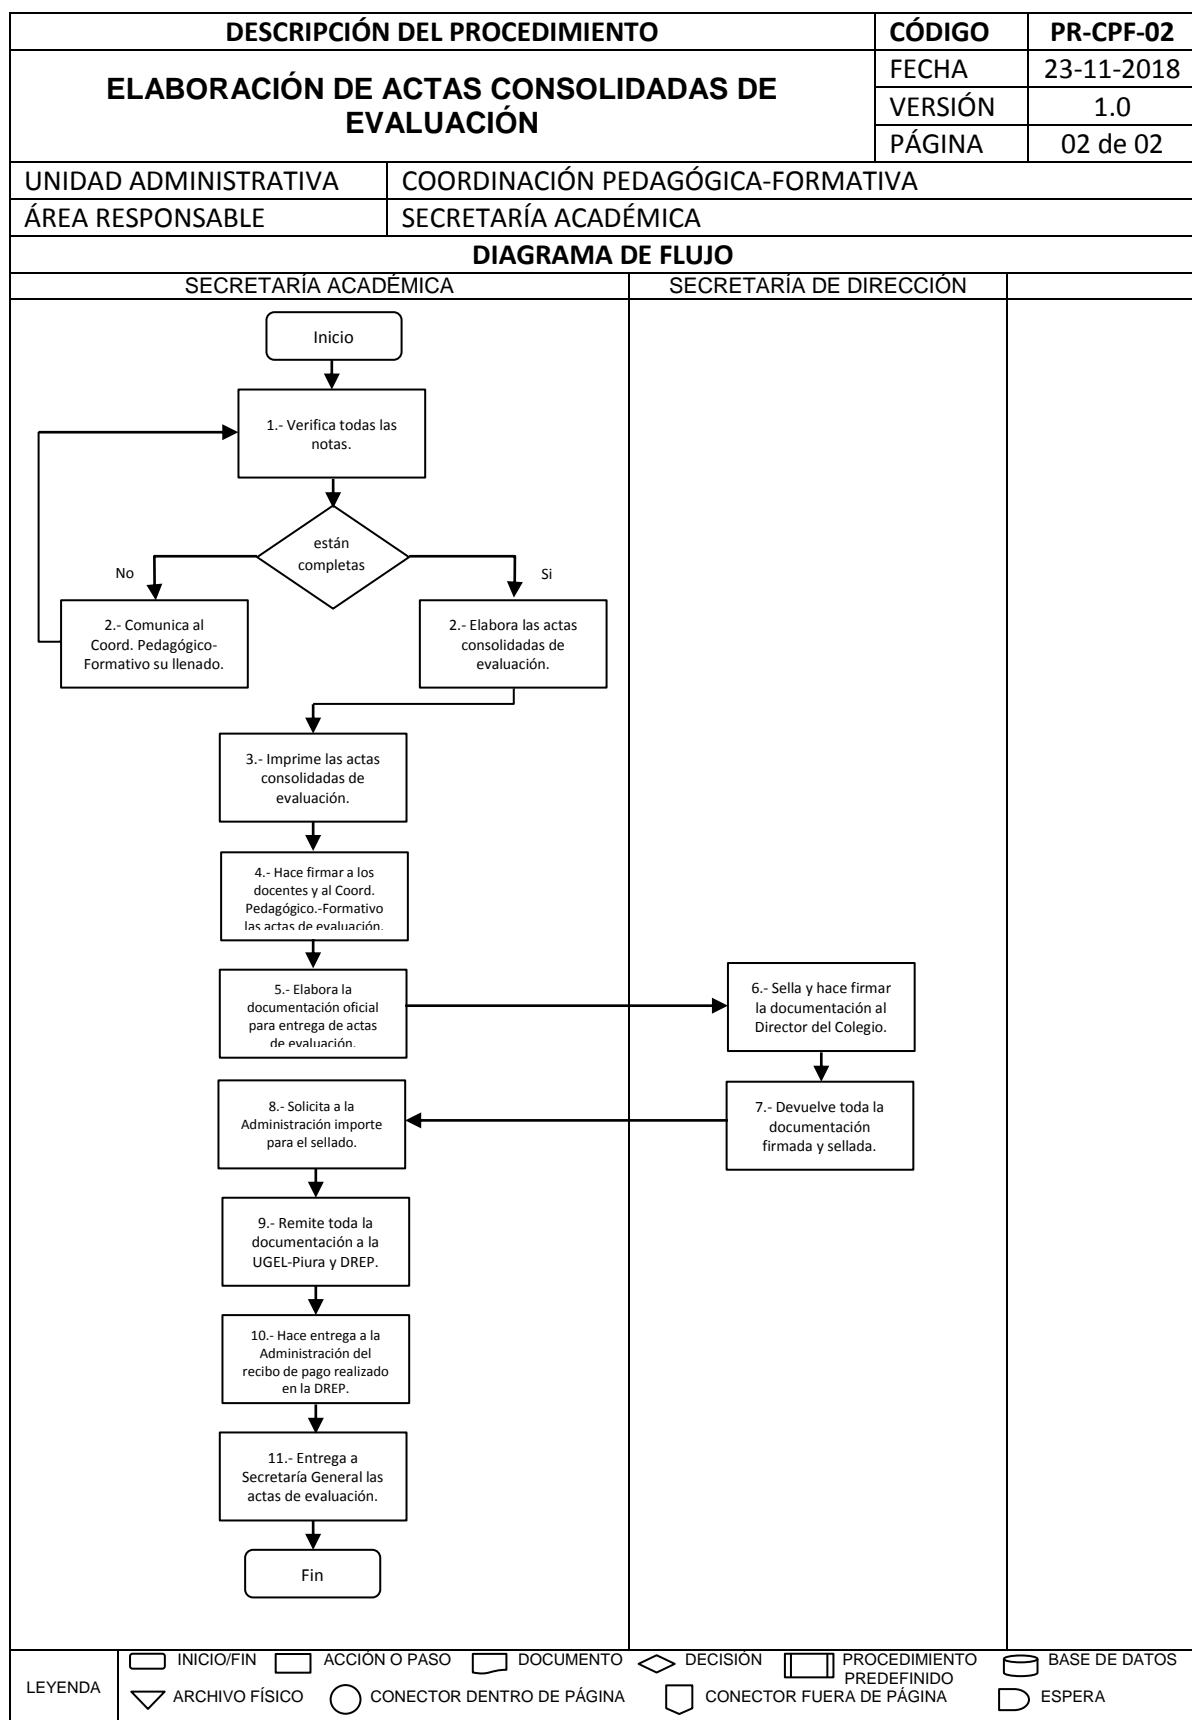 DESCRIPCIÓN DEL PROCEDIMIENTO
CÓDIGO
PR-CPF-02
ELABORACIÓN DE ACTAS CONSOLIDADAS DE
EVALUACIÓN
FECHA
23-11-2018
VERSIÓN
1.0
PÁGINA
02 de 02
UNIDAD ADMINISTRATIVA
COORDINACIÓN PEDAGÓGICA-FORMATIVA
ÁREA RESPONSABLE
SECRETARÍA ACADÉMICA
DIAGRAMA DE FLUJO
SECRETARÍA ACADÉMICA
SECRETARÍA DE DIRECCIÓN
Inicio
1.- Verifica todas las
notas.
están
completas
No
Si
2.- Comunica al
Coord. Pedagógico-
Formativo su llenado.
2.- Elabora las actas
consolidadas de
evaluación.
3.- Imprime las actas
consolidadas de
evaluación.
4.- Hace firmar a los
docentes y al Coord.
Pedagógico.-Formativo
las actas de evaluación.
5.- Elabora la
documentación oficial
para entrega de actas
de evaluación.
6.- Sella y hace firmar
la documentación al
Director del Colegio.
7.- Devuelve toda la
documentación
firmada y sellada.
8.- Solicita a la
Administración importe
para el sellado.
9.- Remite toda la
documentación a la
UGEL-Piura y DREP.
10.- Hace entrega a la
Administración del
recibo de pago realizado
en la DREP.
11.- Entrega a
Secretaría General las
actas de evaluación.
Fin
LEYENDA
INICIO/FIN
ACCIÓN O PASO
DOCUMENTO
DECISIÓN
PROCEDIMIENTO
PREDEFINIDO
BASE DE DATOS
ARCHIVO FÍSICO
CONECTOR DENTRO DE PÁGINA
CONECTOR FUERA DE PÁGINA
ESPERA